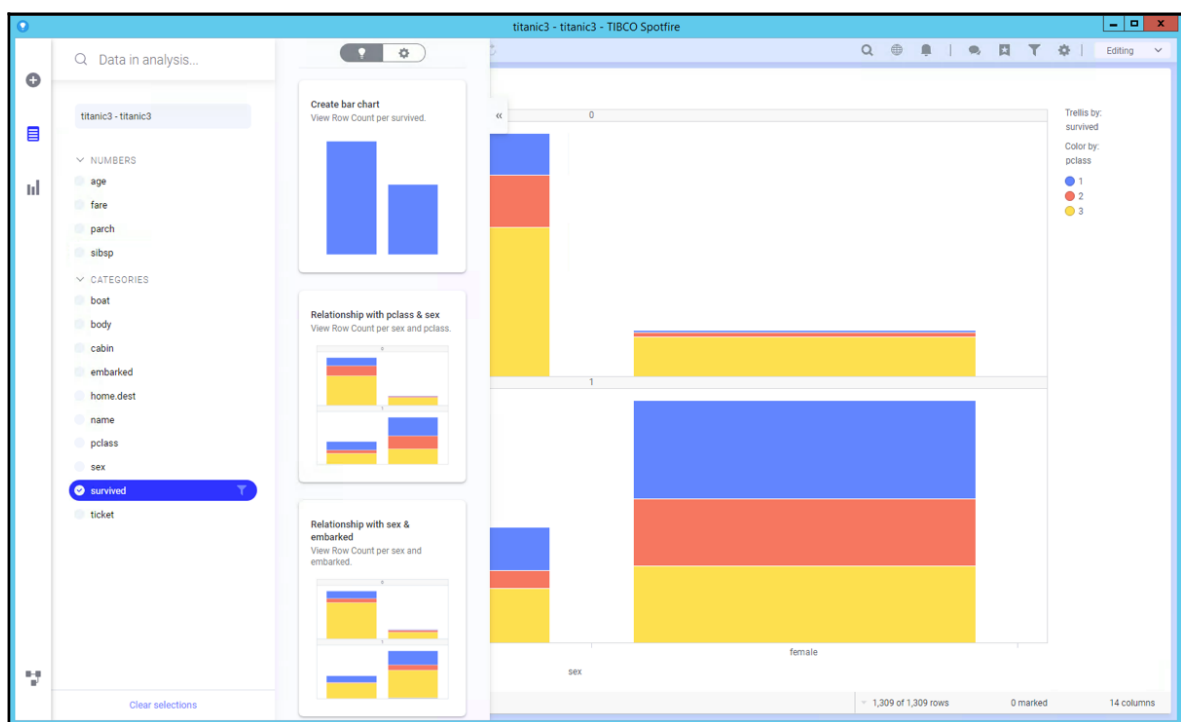 titanic3 - titanic3 - TIBCO Spotfire
Data in analysis...
Editing
titanic3 - titanic3
NUMBERS
age
fare
parch
sibsp
CATEGORIES
boat
body
cabin
embarked
home.dest
name
pclass
sex
survived
ticket
Clear selections
Create bar chart
View Row Count per survived.
Relationship with pclass & sex
View Row Count per sex and pclass.
0
1
Relationship with sex &
embarked
View Row Count per sex and
embarked.
0
1
0
1
female
sex
Trellis by:
survived
Color by:
pclass
1
2
3
1,309 of 1,309 rows
0 marked
14 columns